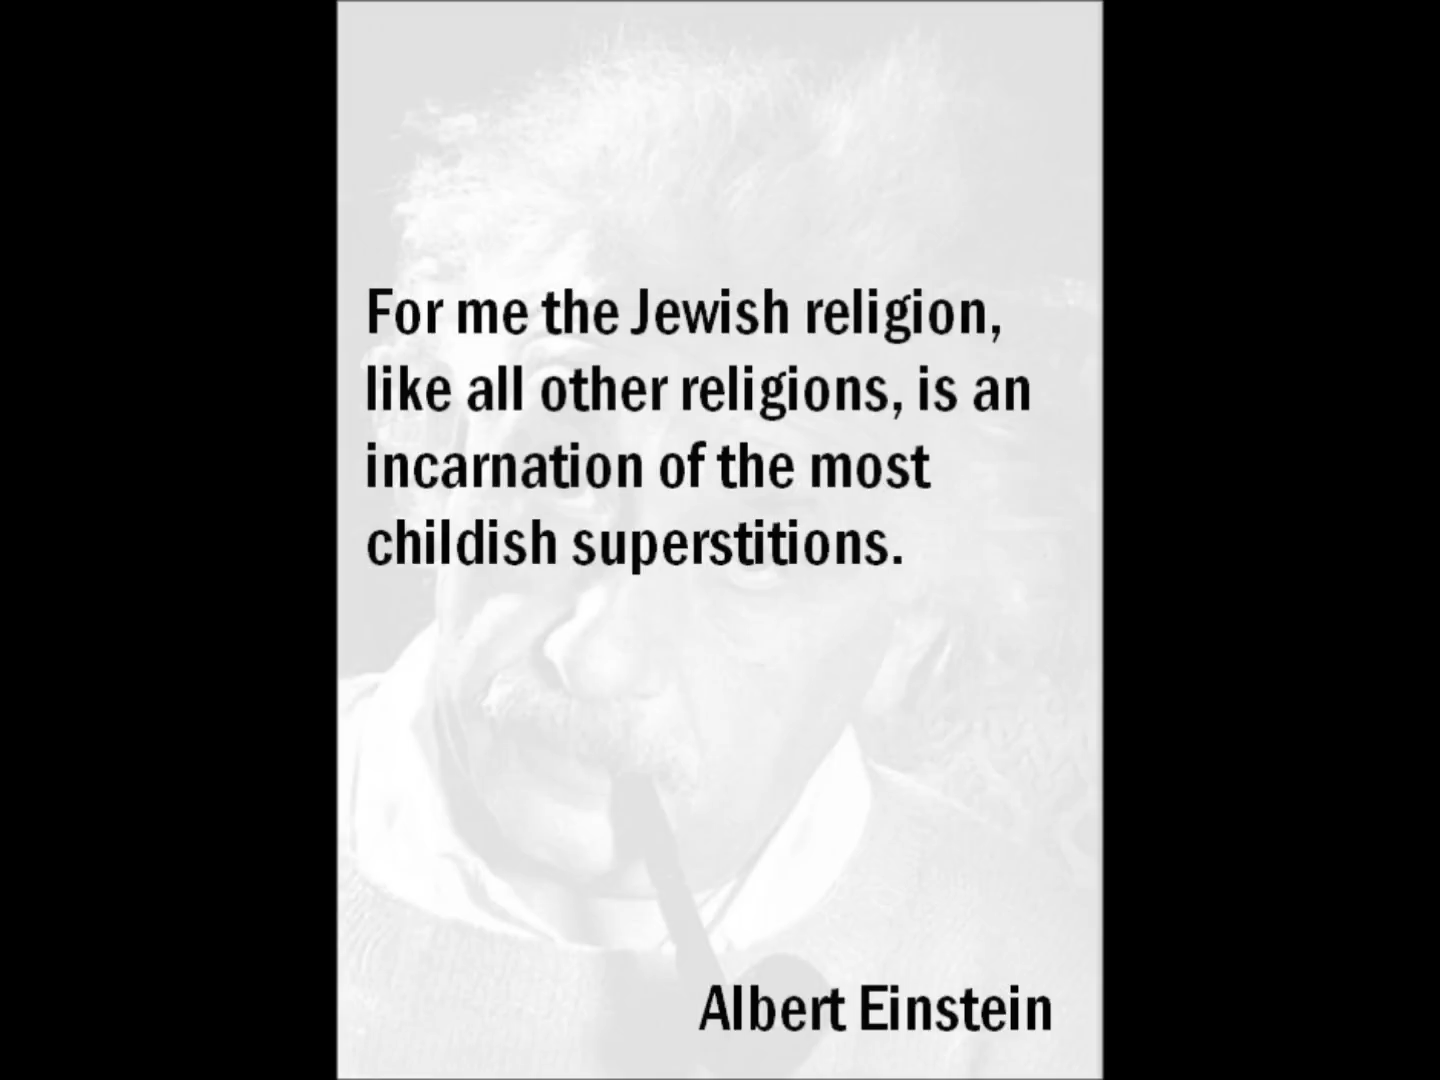 For me the Jewish religion,
like all other religions, is an
incarnation of the most
childish superstitions.
Albert Einstein